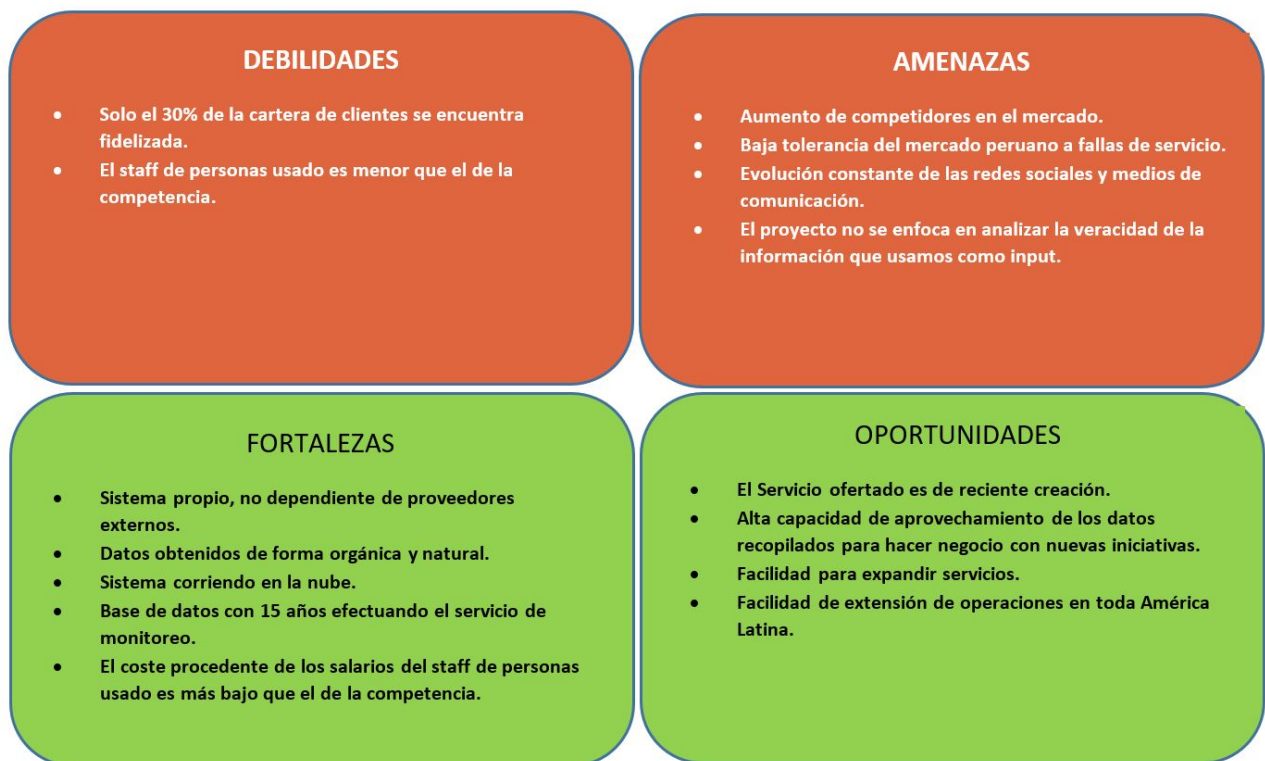 DEBILIDADES
• Solo el 30% de la cartera de clientes se encuentra
fidelizada.
• El staff de personas usado es menor que el de la
competencia.
AMENAZAS
• Aumento de competidores en el mercado.
• Baja tolerancia del mercado peruano a fallas de servicio.
• Evolución constante de las redes sociales y medios de
comunicación.
• El proyecto no se enfoca en analizar la veracidad de la
información que usamos como input.
FORTALEZAS
• Sistema propio, no dependiente de proveedores
externos.
• Datos obtenidos de forma orgánica y natural.
• Sistema corriendo en la nube.
• Base de datos con 15 años efectuando el servicio de
monitoreo.
• El coste procedente de los salarios del staff de personas
usado es más bajo que el de la competencia.
OPORTUNIDADES
• El Servicio ofertado es de reciente creación.
• Alta capacidad de aprovechamiento de los datos
recopilados para hacer negocio con nuevas iniciativas.
• Facilidad para expandir servicios.
• Facilidad de extensión de operaciones en toda América
Latina.